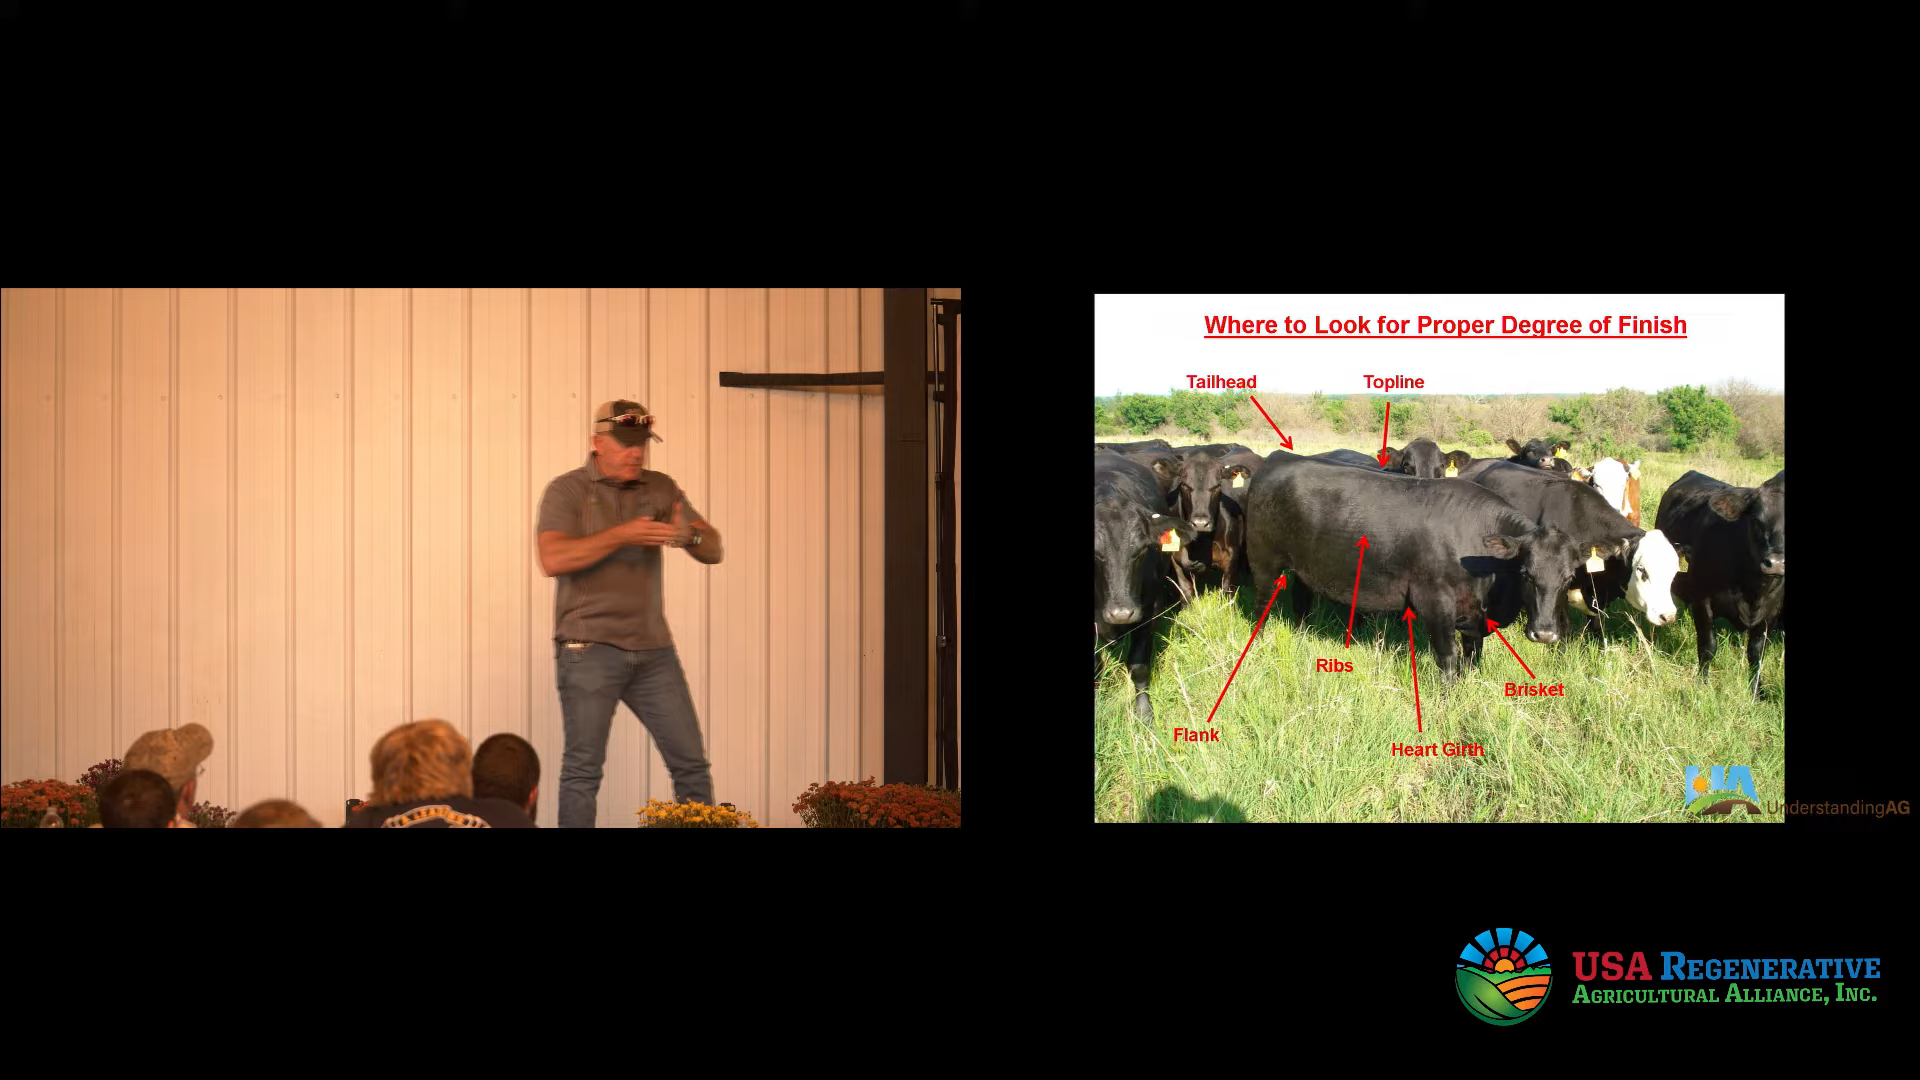 Where to Look for Proper Degree of Finish
Tailhead
Topline
Ribs
Brisket
Flank
Heart Girth
UA
UnderstandingAG
USA REGENERATIVE
AGRICULTURAL ALLIANCE, INC.